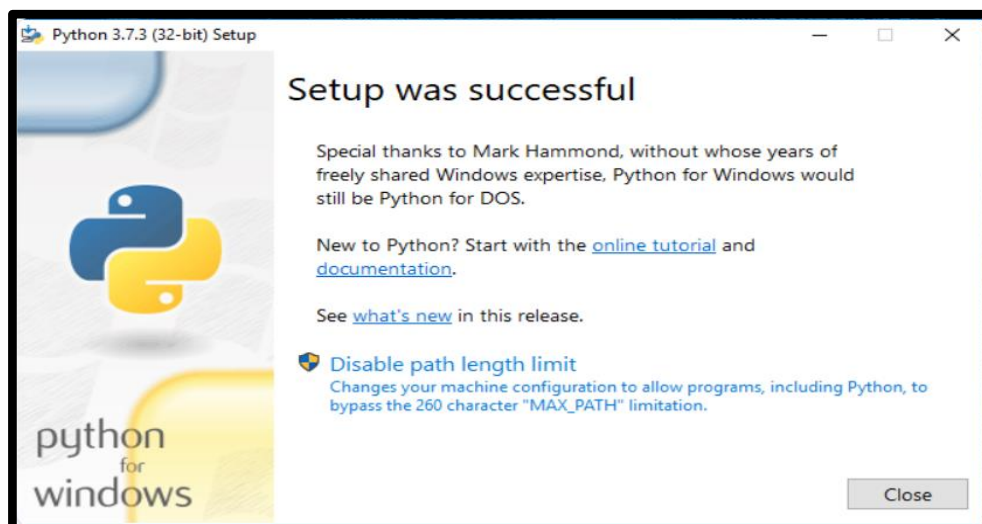 Python 3.7.3 (32-bit) Setup
Setup was successful
Special thanks to Mark Hammond, without whose years of
freely shared Windows expertise, Python for Windows would
still be Python for DOS.
New to Python? Start with the online tutorial and
documentation.
See what's new in this release.
Disable path length limit
Changes your machine configuration to allow programs, including Python, to
bypass the 260 character "MAX_PATH" limitation.
python
for
windows
Close